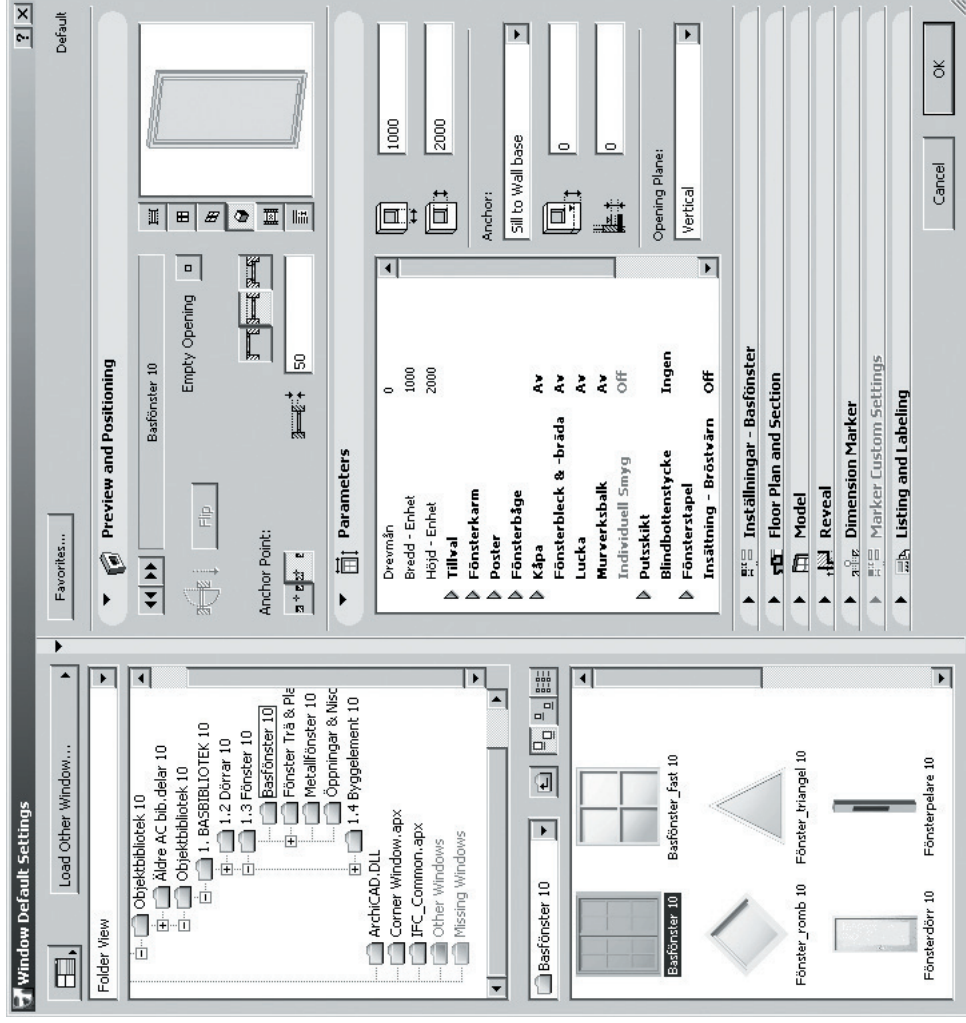 Window Default Settings
? X
Load Other Window...
Folder View
Objektbibliotek 10
Äldre AC bib.delar 10
Objektbibliotek 10
1. BASBIBLIOTEK 10
1.2 Dörrar 10
1.3 Fönster 10
Basfönster 10
Fönster Trä & Pla
Metallfönster 10
Öppningar & Nisc
1.4 Byggelement 10
ArchiCAD.DLL
Corner Window.apx
IFC_Common.apx
Other Windows
Missing Windows
Basfönster 10
Basfönster 10
Basfönster_fast 10
Fönster_romb 10
Fönster_triangel 10
Fönsterdörr 10
Fönsterpelare 10
Favorites...
Default
Preview and Positioning
Basfönster 10
Flip
Empty Opening
Anchor Point:
50
Parameters
Drevmån 0
Bredd - Enhet 1000
Höjd - Enhet 2000
Tillval
Fönsterkarm
Poster
Fönsterbåge
Kåpa Av
Fönsterbleck & -bräda Av
Lucka Av
Murverksbalk Av
Individuell Smyg Off
Putsskikt
Blindbottenstycke Ingen
Fönsterstapel
Insättning - Bröstvärn Off
1000
2000
Anchor:
Sill to Wall base
0
0
Opening Plane:
Vertical
Inställningar - Basfönster
Floor Plan and Section
Model
Reveal
Dimension Marker
Marker Custom Settings
Listing and Labeling
Cancel
OK